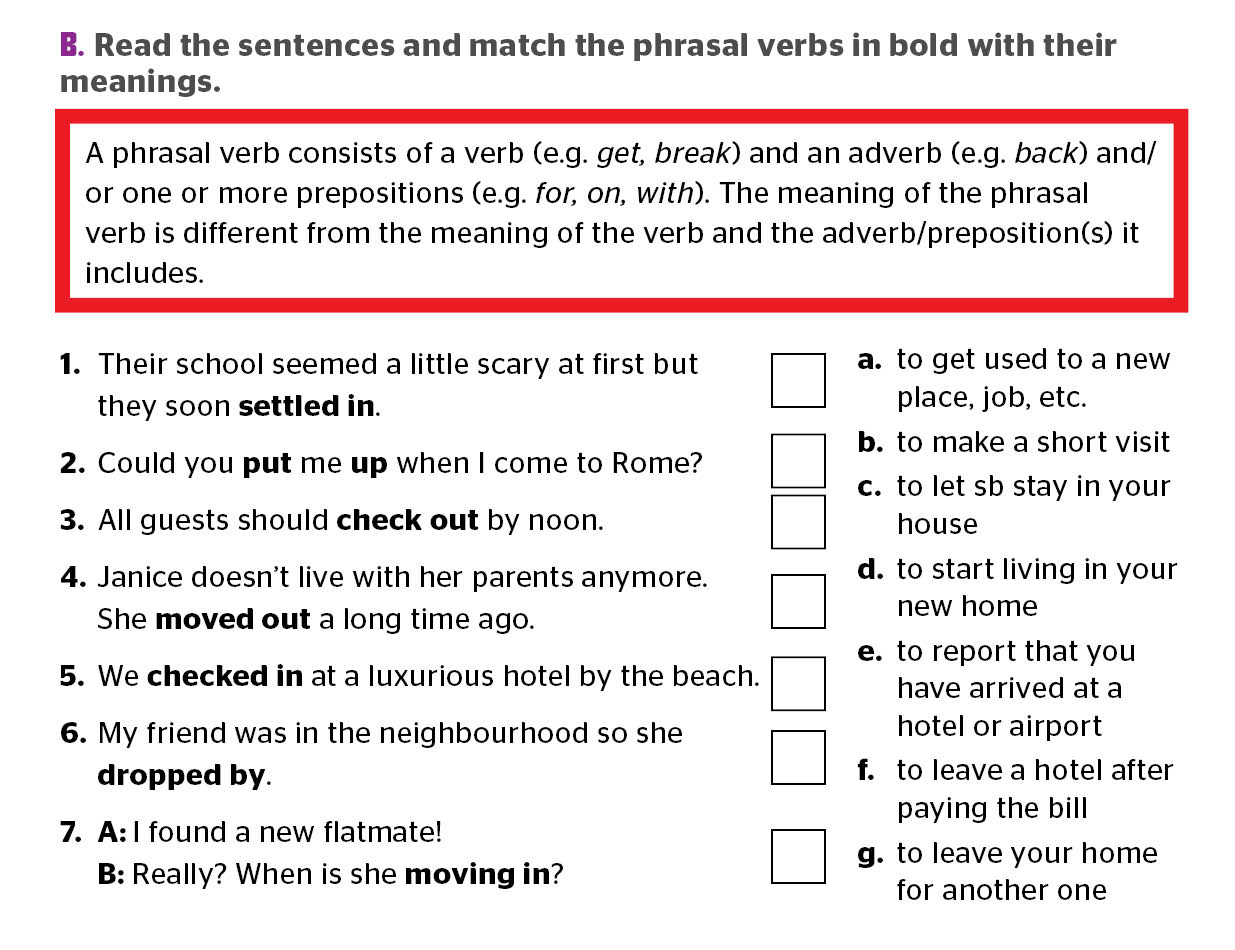 B. Read the sentences and match the phrasal verbs in bold with their
meanings.
A phrasal verb consists of a verb (e.g. get, break) and an adverb (e.g. back) and/
or one or more prepositions (e.g. for, on, with). The meaning of the phrasal
verb is different from the meaning of the verb and the adverb/preposition(s) it
includes.
1. Their school seemed a little scary at first but
they soon settled in.
2. Could you put me up when I come to Rome?
3. All guests should check out by noon.
4. Janice doesn’t live with her parents anymore.
She moved out a long time ago.
5. We checked in at a luxurious hotel by the beach.
6. My friend was in the neighbourhood so she
dropped by.
7. A: I found a new flatmate!
B: Really? When is she moving in?
a. to get used to a new
place, job, etc.
b. to make a short visit
c. to let sb stay in your
house
d. to start living in your
new home
e. to report that you
have arrived at a
hotel or airport
f. to leave a hotel after
paying the bill
g. to leave your home
for another one